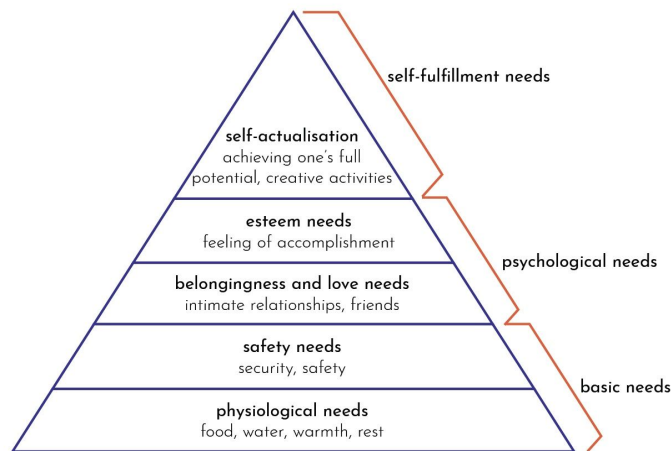 self-fulfillment needs
self-actualisation
achieving one's full
potential, creative activities
esteem needs
feeling of accomplishment
psychological needs
belongingness and love needs
intimate relationships, friends
safety needs
security, safety
basic needs
physiological needs
food, water, warmth, rest